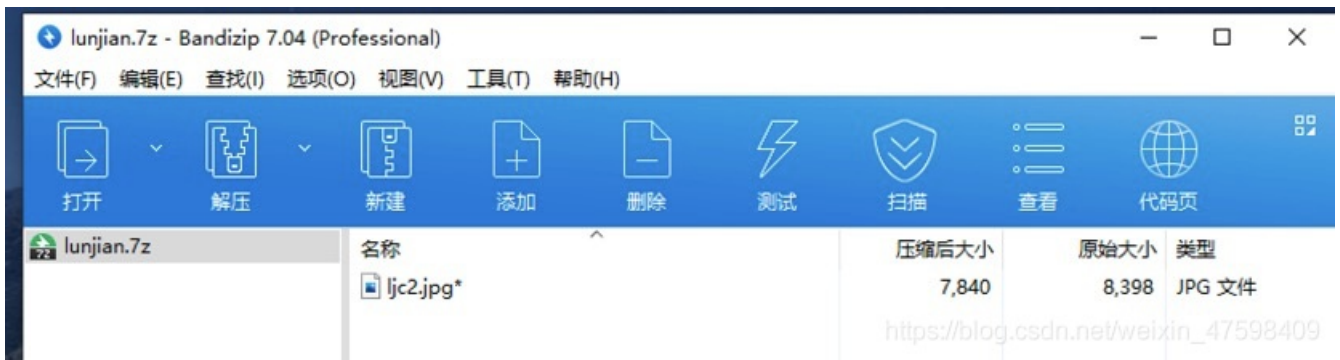 lunjian.7z - Bandizip 7.04 (Professional)
文件(F) 编辑(E) 查找(I) 选项(O) 视图(V) 工具(T) 帮助(H)
打开 解压 新建 添加 删除 测试 扫描 查看 代码页
lunjian.7z 名称 压缩后大小 原始大小 类型
ljc2.jpg* 7,840 8,398 JPG 文件
https://blog.csdn.net/weixin_47598409